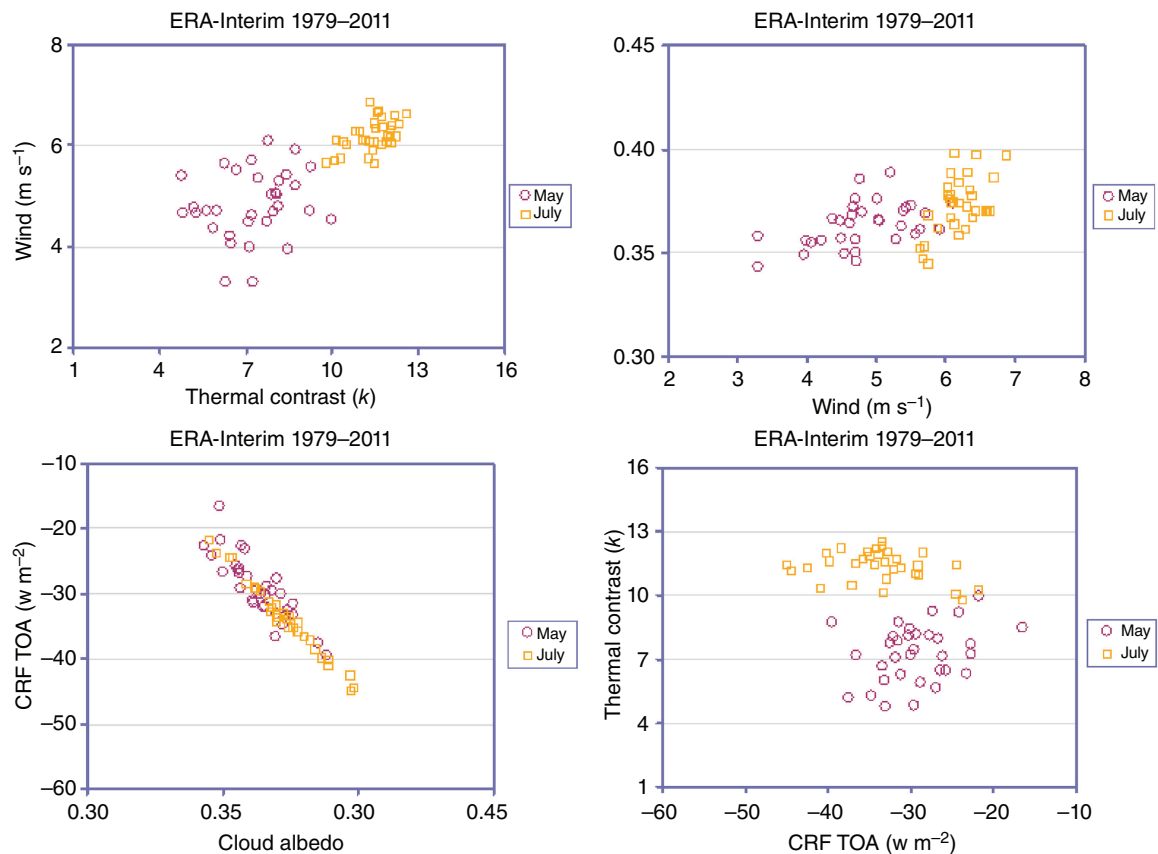 ERA-Interim 1979–2011
8
6
4
2
Wind (m s⁻¹)
1 4 7 10 13 16
Thermal contrast (k)
May
July
ERA-Interim 1979–2011
0.45
0.40
0.35
0.30
2 3 4 5 6 7 8
Wind (m s⁻¹)
May
July
ERA-Interim 1979–2011
–10
–20
–30
–40
–50
–60
CRF TOA (w m⁻²)
0.30 0.35 0.30 0.45
Cloud albedo
May
July
ERA-Interim 1979–2011
16
13
10
7
4
1
Thermal contrast (k)
–60 –50 –40 –30 –20 –10
CRF TOA (w m⁻²)
May
July